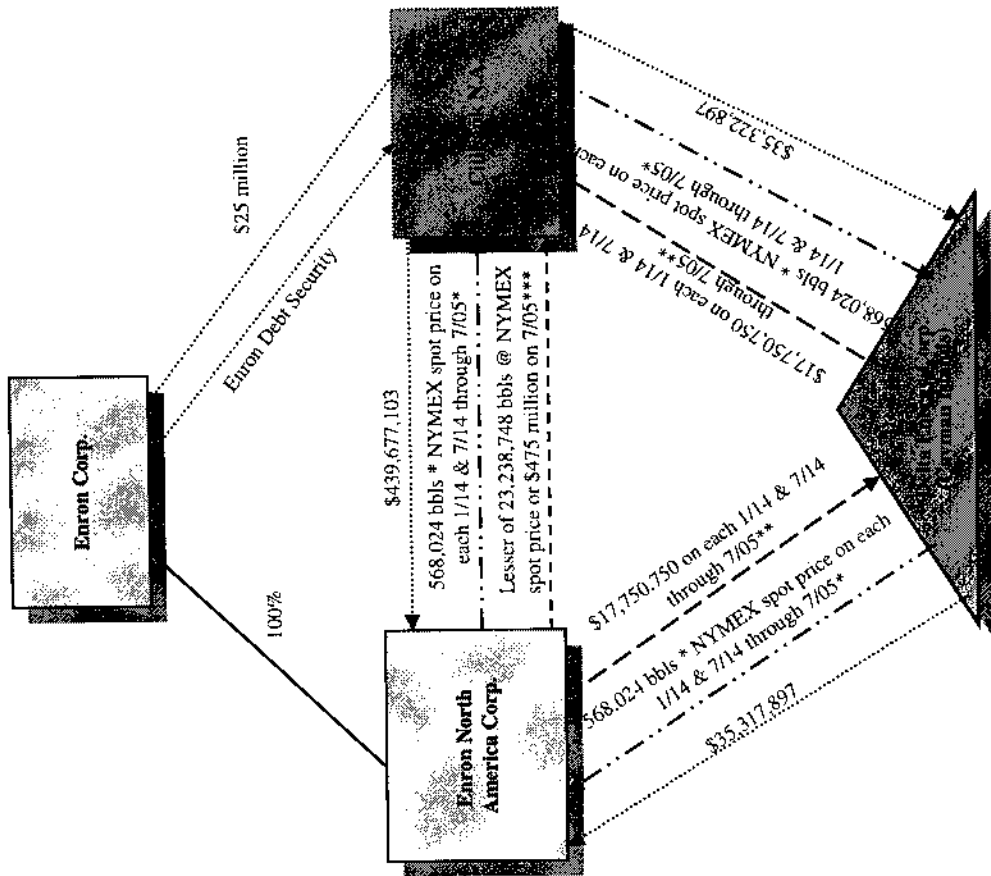 Enron Corp.
$25 million
Enron Debt Security
100%
$439,677,103
568,024 bbls * NYMEX spot price on
each 1/14 & 7/14 through 7/05*
Lesser of 23,238,748 bbls @ NYMEX
spot price or $475 million on 7/05***
Enron North
America Corp.
N.A.
$35,322,897
568,024 bbls * NYMEX spot price on each
1/14 & 7/14 through 7/05*
$17,750,750 on each 1/14 & 7/14
through 7/05**
$17,750,750 on each 1/14 & 7/14
through 7/05**
568,024 bbls * NYMEX spot price on each
1/14 & 7/14 through 7/05*
$35,317,897
Corp.
(Cayman Islands)